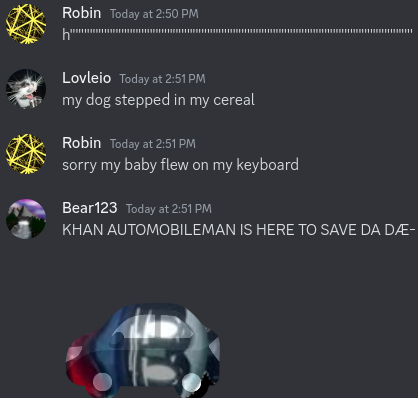 Robin Today at 2:50 PM
h""""""""""""""""""""""""""""""""""""""""""""""""""""""""""""""""""""""""""""""
Lovleio Today at 2:51 PM
my dog stepped in my cereal
Robin Today at 2:51 PM
sorry my baby flew on my keyboard
Bear123 Today at 2:51 PM
KHAN AUTOMOBILEMAN IS HERE TO SAVE DA DÆ-